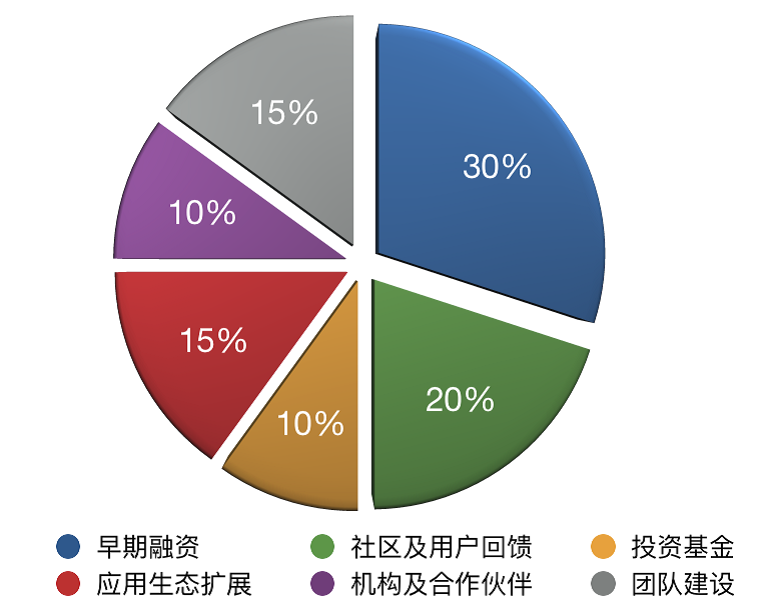 15%
30%
10%
15%
20%
10%
早期融资
社区及用户回馈
投资基金
应用生态扩展
机构及合作伙伴
团队建设